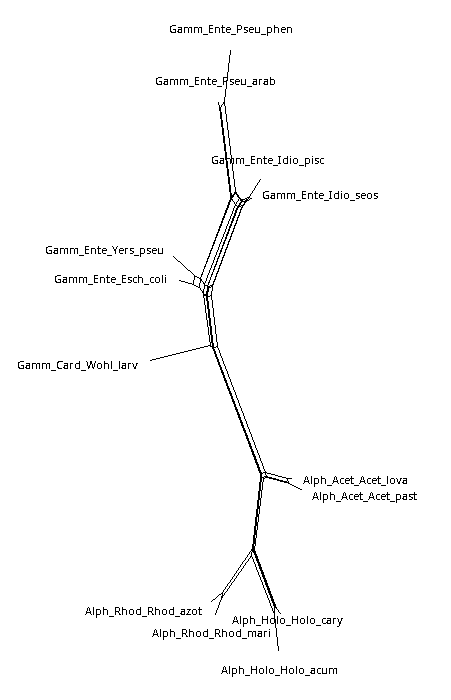 Gamm_Ente_Pseu_phen
Gamm_Ente_Pseu_arab
Gamm_Ente_Idio_pisc
Gamm_Ente_Idio_seos
Gamm_Ente_Yers_pseu
Gamm_Ente_Esch_coli
Gamm_Card_Wohl_larv
Alph_Acet_Acet_lova
Alph_Acet_Acet_past
Alph_Rhod_Rhod_azot
Alph_Holo_Holo_cary
Alph_Rhod_Rhod_mari
Alph_Holo_Holo_acum